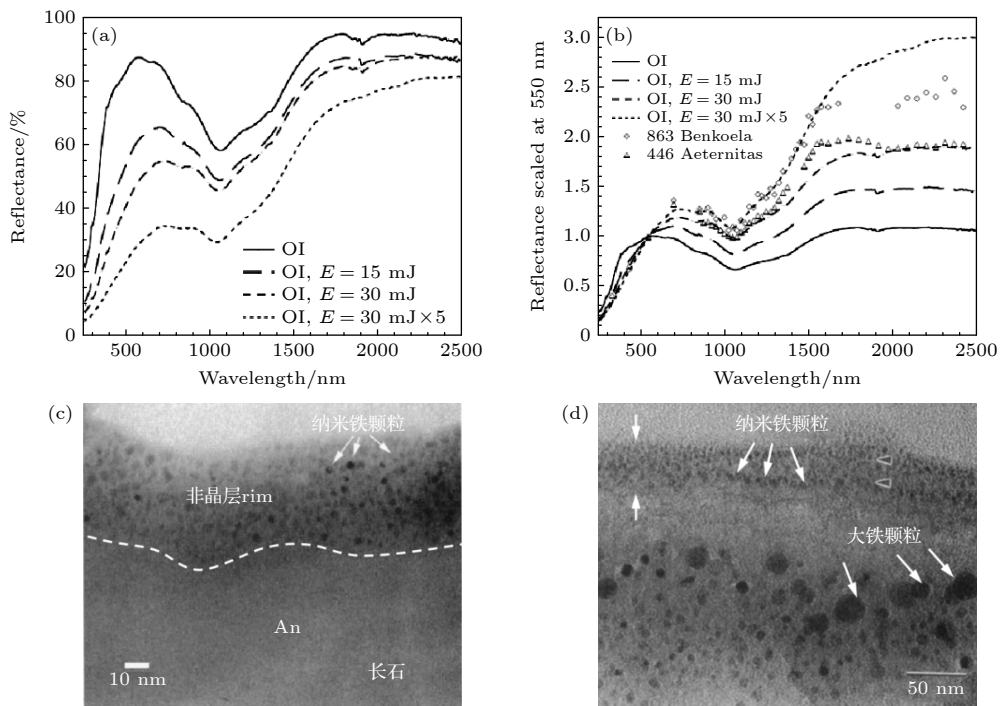 (a)
Reflectance/%
100
80
60
40
20
0
OI
OI, E = 15 mJ
OI, E = 30 mJ
OI, E = 30 mJ×5
500
1000
1500
2000
2500
Wavelength/nm
(b)
Reflectance scaled at 550 nm
3.0
2.5
2.0
1.5
1.0
0.5
0
OI
OI, E = 15 mJ
OI, E = 30 mJ
OI, E = 30 mJ×5
863 Benkoela
446 Aeternitas
500
1000
1500
2000
2500
Wavelength/nm
(c)
纳米铁颗粒
非晶层rim
An
10 nm
长石
(d)
纳米铁颗粒
大铁颗粒
50 nm